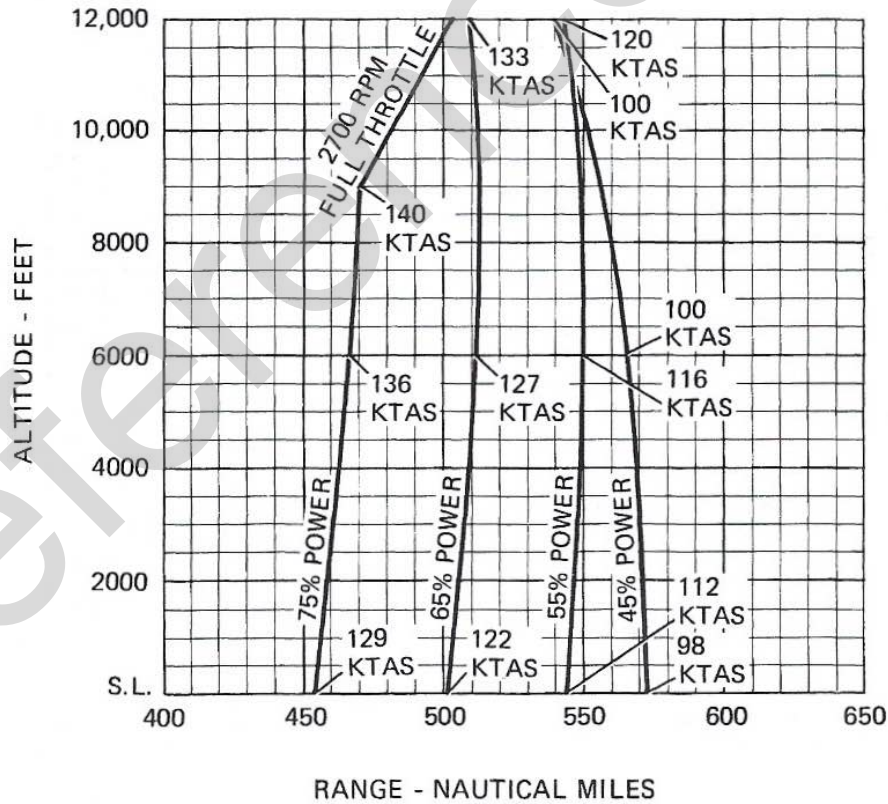 12,000
10,000
8000
6000
4000
2000
S.L.
ALTITUDE - FEET
2700 RPM
FULL THROTTLE
133
KTAS
120
KTAS
100
KTAS
140
KTAS
100
KTAS
136
KTAS
127
KTAS
116
KTAS
75% POWER
65% POWER
55% POWER
45% POWER
129
KTAS
122
KTAS
112
KTAS
98
KTAS
400
450
500
550
600
650
RANGE - NAUTICAL MILES